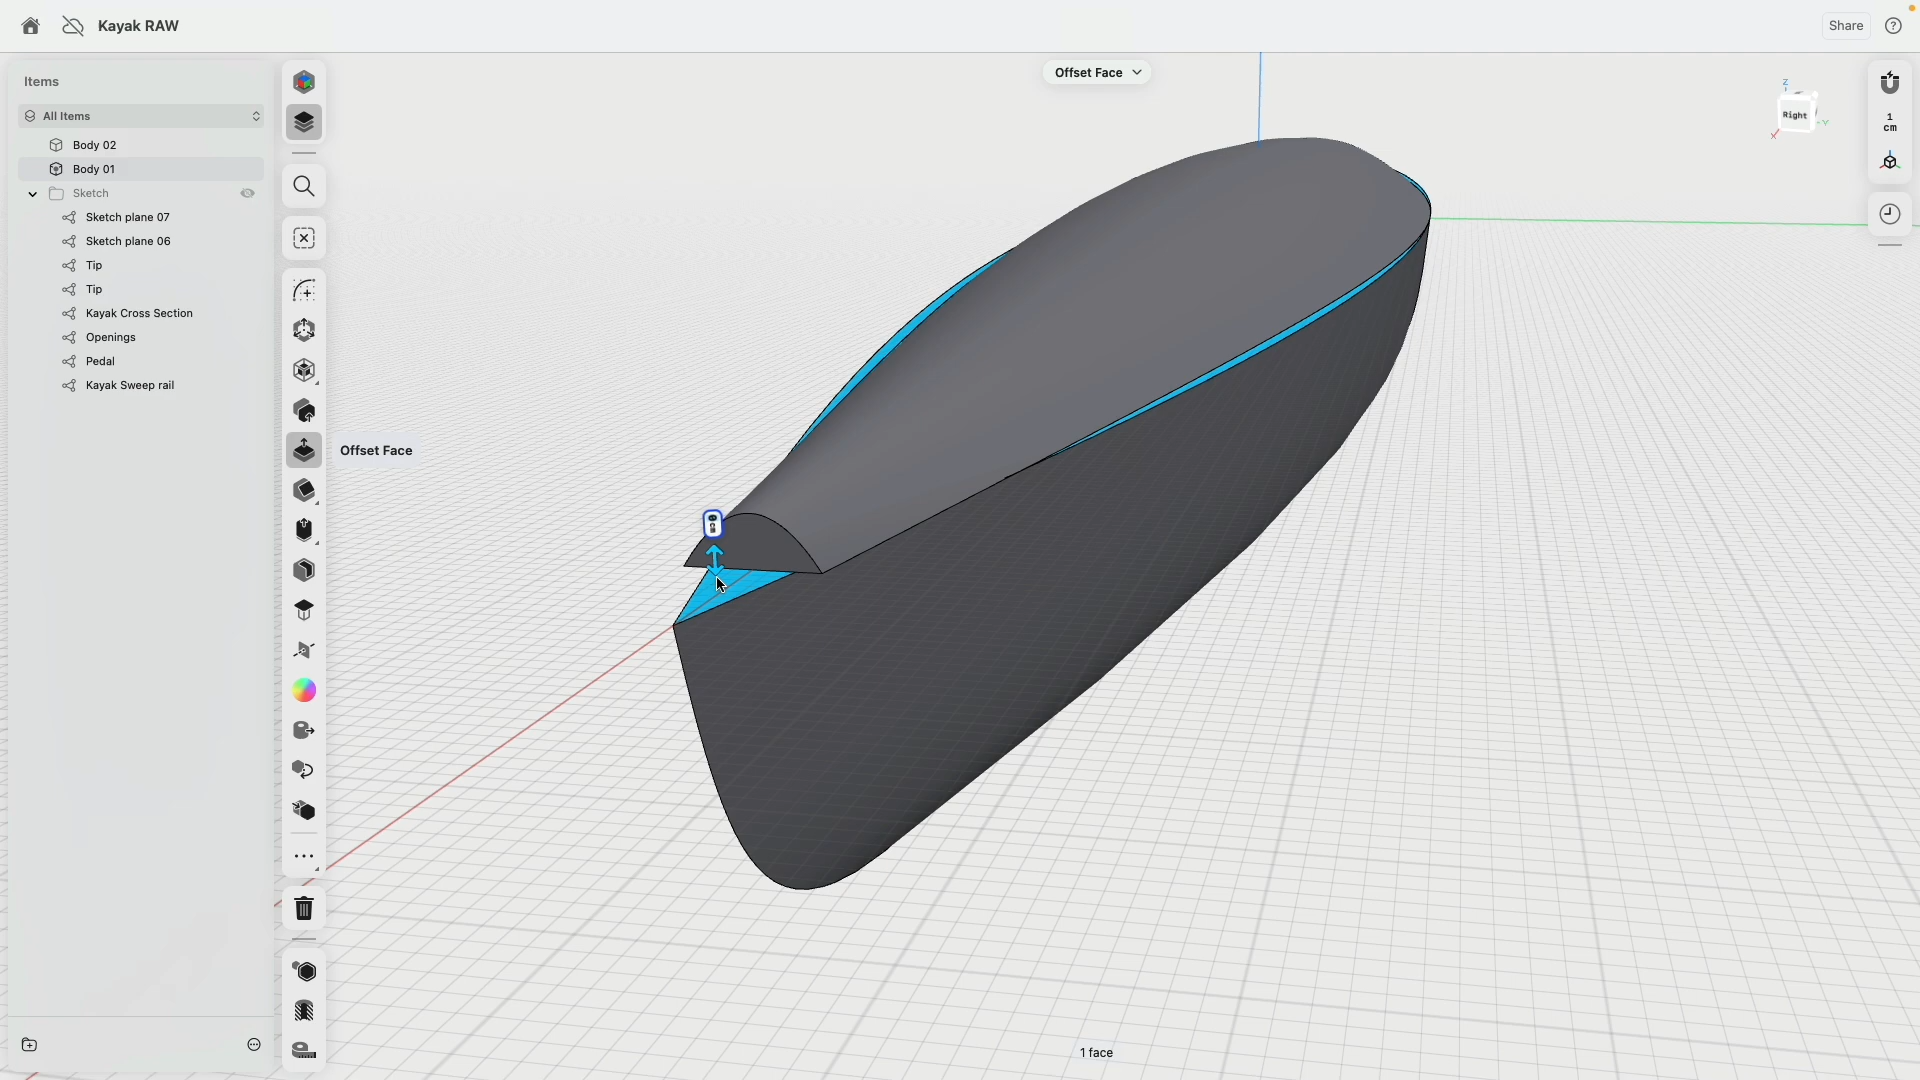 Kayak RAW
Share
Items
All Items
Body 02
Body 01
Sketch
Sketch plane 07
Sketch plane 06
Tip
Tip
Kayak Cross Section
Openings
Pedal
Kayak Sweep rail
Offset Face
Offset Face
Z
Right
X
Y
1
cm
1 face